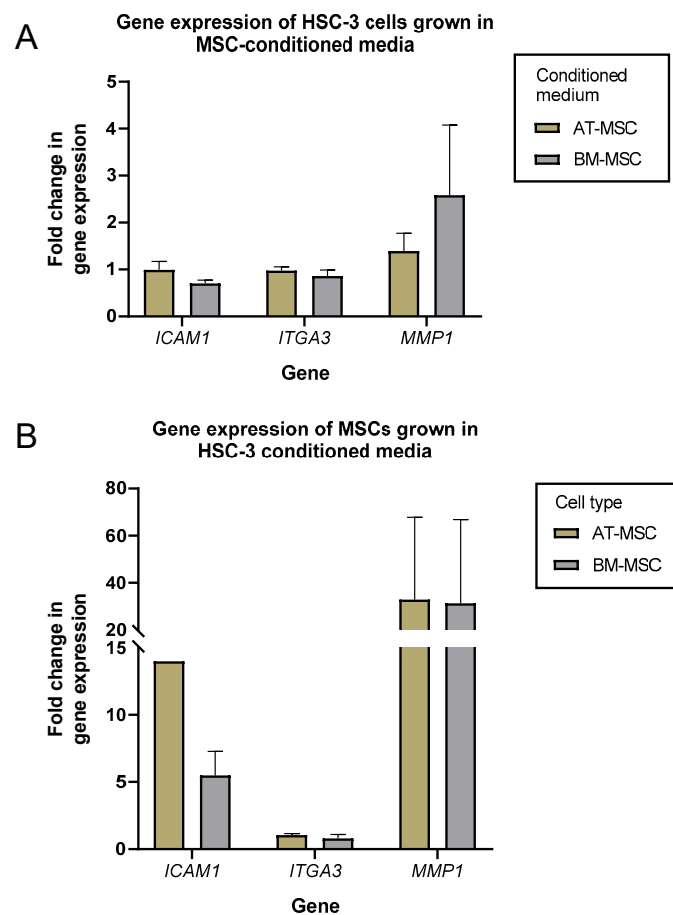 A
Gene expression of HSC-3 cells grown in
MSC-conditioned media
Fold change in
gene expression
5
4
3
2
1
0
ICAM1
ITGA3
MMP1
Gene
Conditioned
medium
AT-MSC
BM-MSC
B
Gene expression of MSCs grown in
HSC-3 conditioned media
Fold change in
gene expression
80
60
40
20
15
10
5
0
ICAM1
ITGA3
MMP1
Gene
Cell type
AT-MSC
BM-MSC